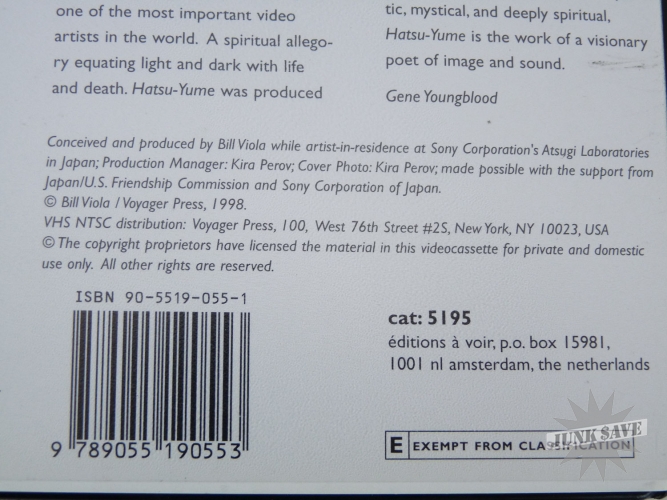 one of the most important video
artists in the world. A spiritual allego-
ry equating light and dark with life
and death. Hatsu-Yume was produced
tic, mystical, and deeply spiritual,
Hatsu-Yume is the work of a visionary
poet of image and sound.
Gene Youngblood
Conceived and produced by Bill Viola while artist-in-residence at Sony Corporation's Atsugi Laboratories
in Japan; Production Manager: Kira Perov; Cover Photo: Kira Perov; made possible with the support from
Japan/U.S. Friendship Commission and Sony Corporation of Japan.
© Bill Viola / Voyager Press, 1998.
VHS NTSC distribution: Voyager Press, 100, West 76th Street #2S, New York, NY 10023, USA
© The copyright proprietors have licensed the material in this videocassette for private and domestic
use only. All other rights are reserved.
ISBN 90-5519-055-1
9 789055 190553
cat: 5195
éditions à voir, p.o. box 15981,
1001 nl amsterdam, the netherlands
E EXEMPT FROM CLASSIFICATION
JUNK SAVE